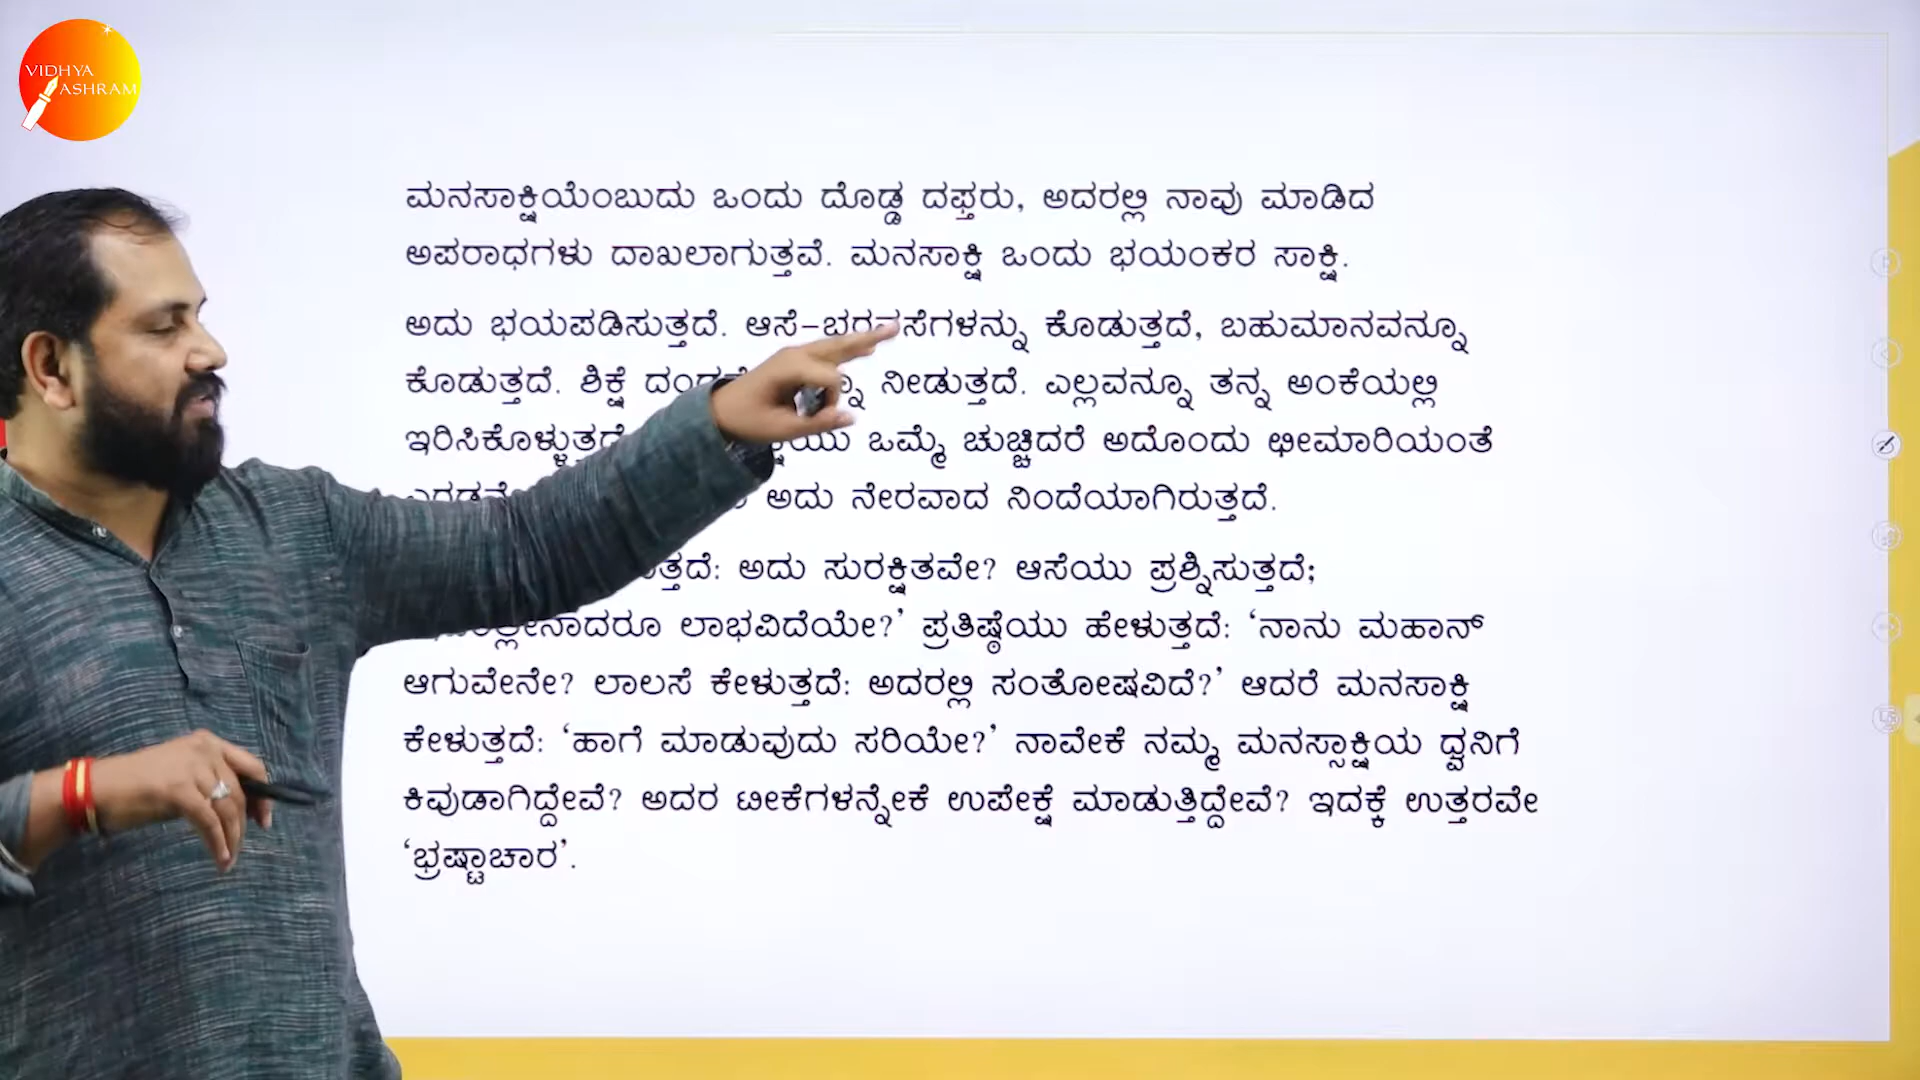 VIDHYA
ASHRAM
ಮನಸಾಕ್ಷಿಯೆಂಬುದು ಒಂದು ದೊಡ್ಡ ದಫ್ತರು, ಅದರಲ್ಲಿ ನಾವು ಮಾಡಿದ
ಅಪರಾಧಗಳು ದಾಖಲಾಗುತ್ತವೆ. ಮನಸಾಕ್ಷಿ ಒಂದು ಭಯಂಕರ ಸಾಕ್ಷಿ.
ಅದು ಭಯಪಡಿಸುತ್ತದೆ. ಆಸೆ-ಭರವಸೆಗಳನ್ನು ಕೊಡುತ್ತದೆ, ಬಹುಮಾನವನ್ನೂ
ಕೊಡುತ್ತದೆ. ಶಿಕ್ಷೆ ನೀಡುತ್ತದೆ. ಎಲ್ಲವನ್ನೂ ತನ್ನ ಅಂಕೆಯಲ್ಲಿ
ಇರಿಸಿಕೊಳ್ಳುತ್ತದೆ ಒಮ್ಮೆ ಚುಚ್ಚಿದರೆ ಅದೊಂದು ಛೀಮಾರಿಯಂತೆ
ಅದು ನೇರವಾದ ನಿಂದೆಯಾಗಿರುತ್ತದೆ.
ಅದು ಸುರಕ್ಷಿತವೇ? ಆಸೆಯು ಪ್ರಶ್ನಿಸುತ್ತದೆ;
ಲಾಭವಿದೆಯೇ?' ಪ್ರತಿಷ್ಠೆಯು ಹೇಳುತ್ತದೆ: 'ನಾನು ಮಹಾನ್
ಆಗುವೇನೇ? ಲಾಲಸೆ ಕೇಳುತ್ತದೆ: ಅದರಲ್ಲಿ ಸಂತೋಷವಿದೆ?' ಆದರೆ ಮನಸಾಕ್ಷಿ
ಕೇಳುತ್ತದೆ: 'ಹಾಗೆ ಮಾಡುವುದು ಸರಿಯೇ?' ನಾವೇಕೆ ನಮ್ಮ ಮನಸ್ಸಾಕ್ಷಿಯ ಧ್ವನಿಗೆ
ಕಿವುಡಾಗಿದ್ದೇವೆ? ಅದರ ಟೀಕೆಗಳನ್ನೇಕೆ ಉಪೇಕ್ಷೆ ಮಾಡುತ್ತಿದ್ದೇವೆ? ಇದಕ್ಕೆ ಉತ್ತರವೇ
'ಭ್ರಷ್ಟಾಚಾರ'.